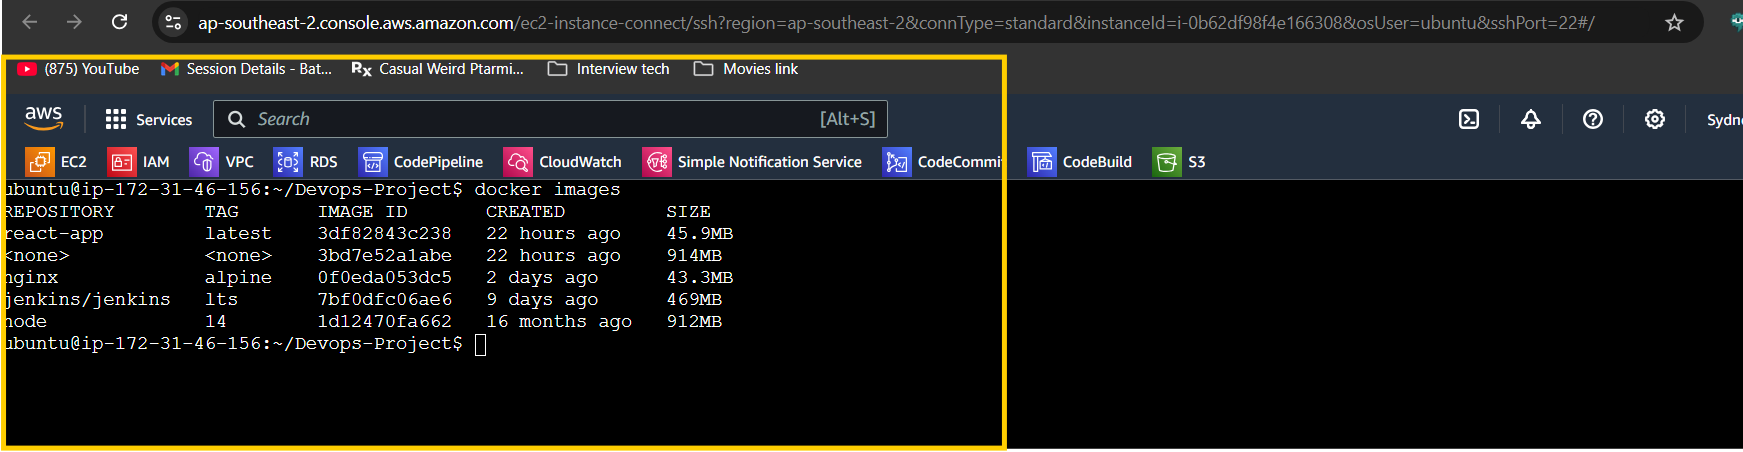 ap-southeast-2.console.aws.amazon.com/ec2-instance-connect/ssh?region=ap-southeast-2&connType=standard&instanceId=i-0b62df98f4e166308&osUser=ubuntu&sshPort=22#/
(875) YouTube Session Details - Bat... Rx Casual Weird Ptarmi... Interview tech Movies link
aws Services Search [Alt+S] Sydne
EC2 IAM VPC RDS CodePipeline CloudWatch Simple Notification Service CodeCommi CodeBuild S3
ubuntu@ip-172-31-46-156:~/Devops-Project$ docker images
REPOSITORY TAG IMAGE ID CREATED SIZE
react-app latest 3df82843c238 22 hours ago 45.9MB
<none> <none> 3bd7e52a1abe 22 hours ago 914MB
nginx alpine 0f0eda053dc5 2 days ago 43.3MB
jenkins/jenkins lts 7bf0dfc06ae6 9 days ago 469MB
node 14 1d12470fa662 16 months ago 912MB
ubuntu@ip-172-31-46-156:~/Devops-Project$